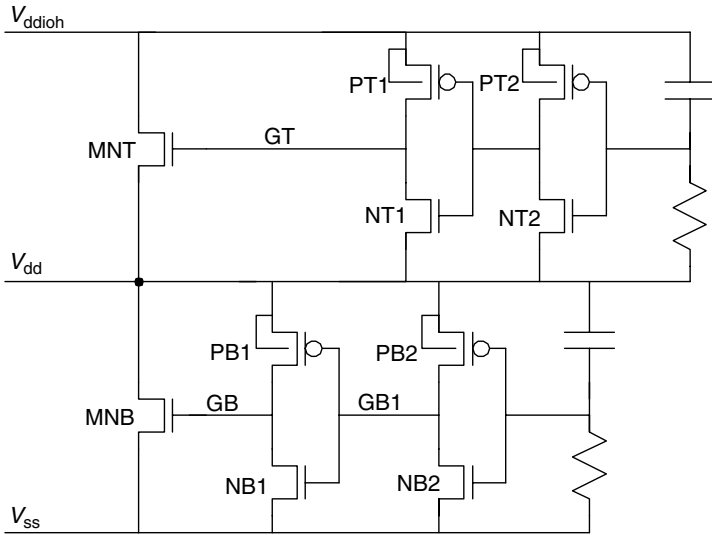 Vddioh
PT1
PT2
MNT
GT
NT1
NT2
Vdd
PB1
PB2
MNB
GB
GB1
NB1
NB2
Vss